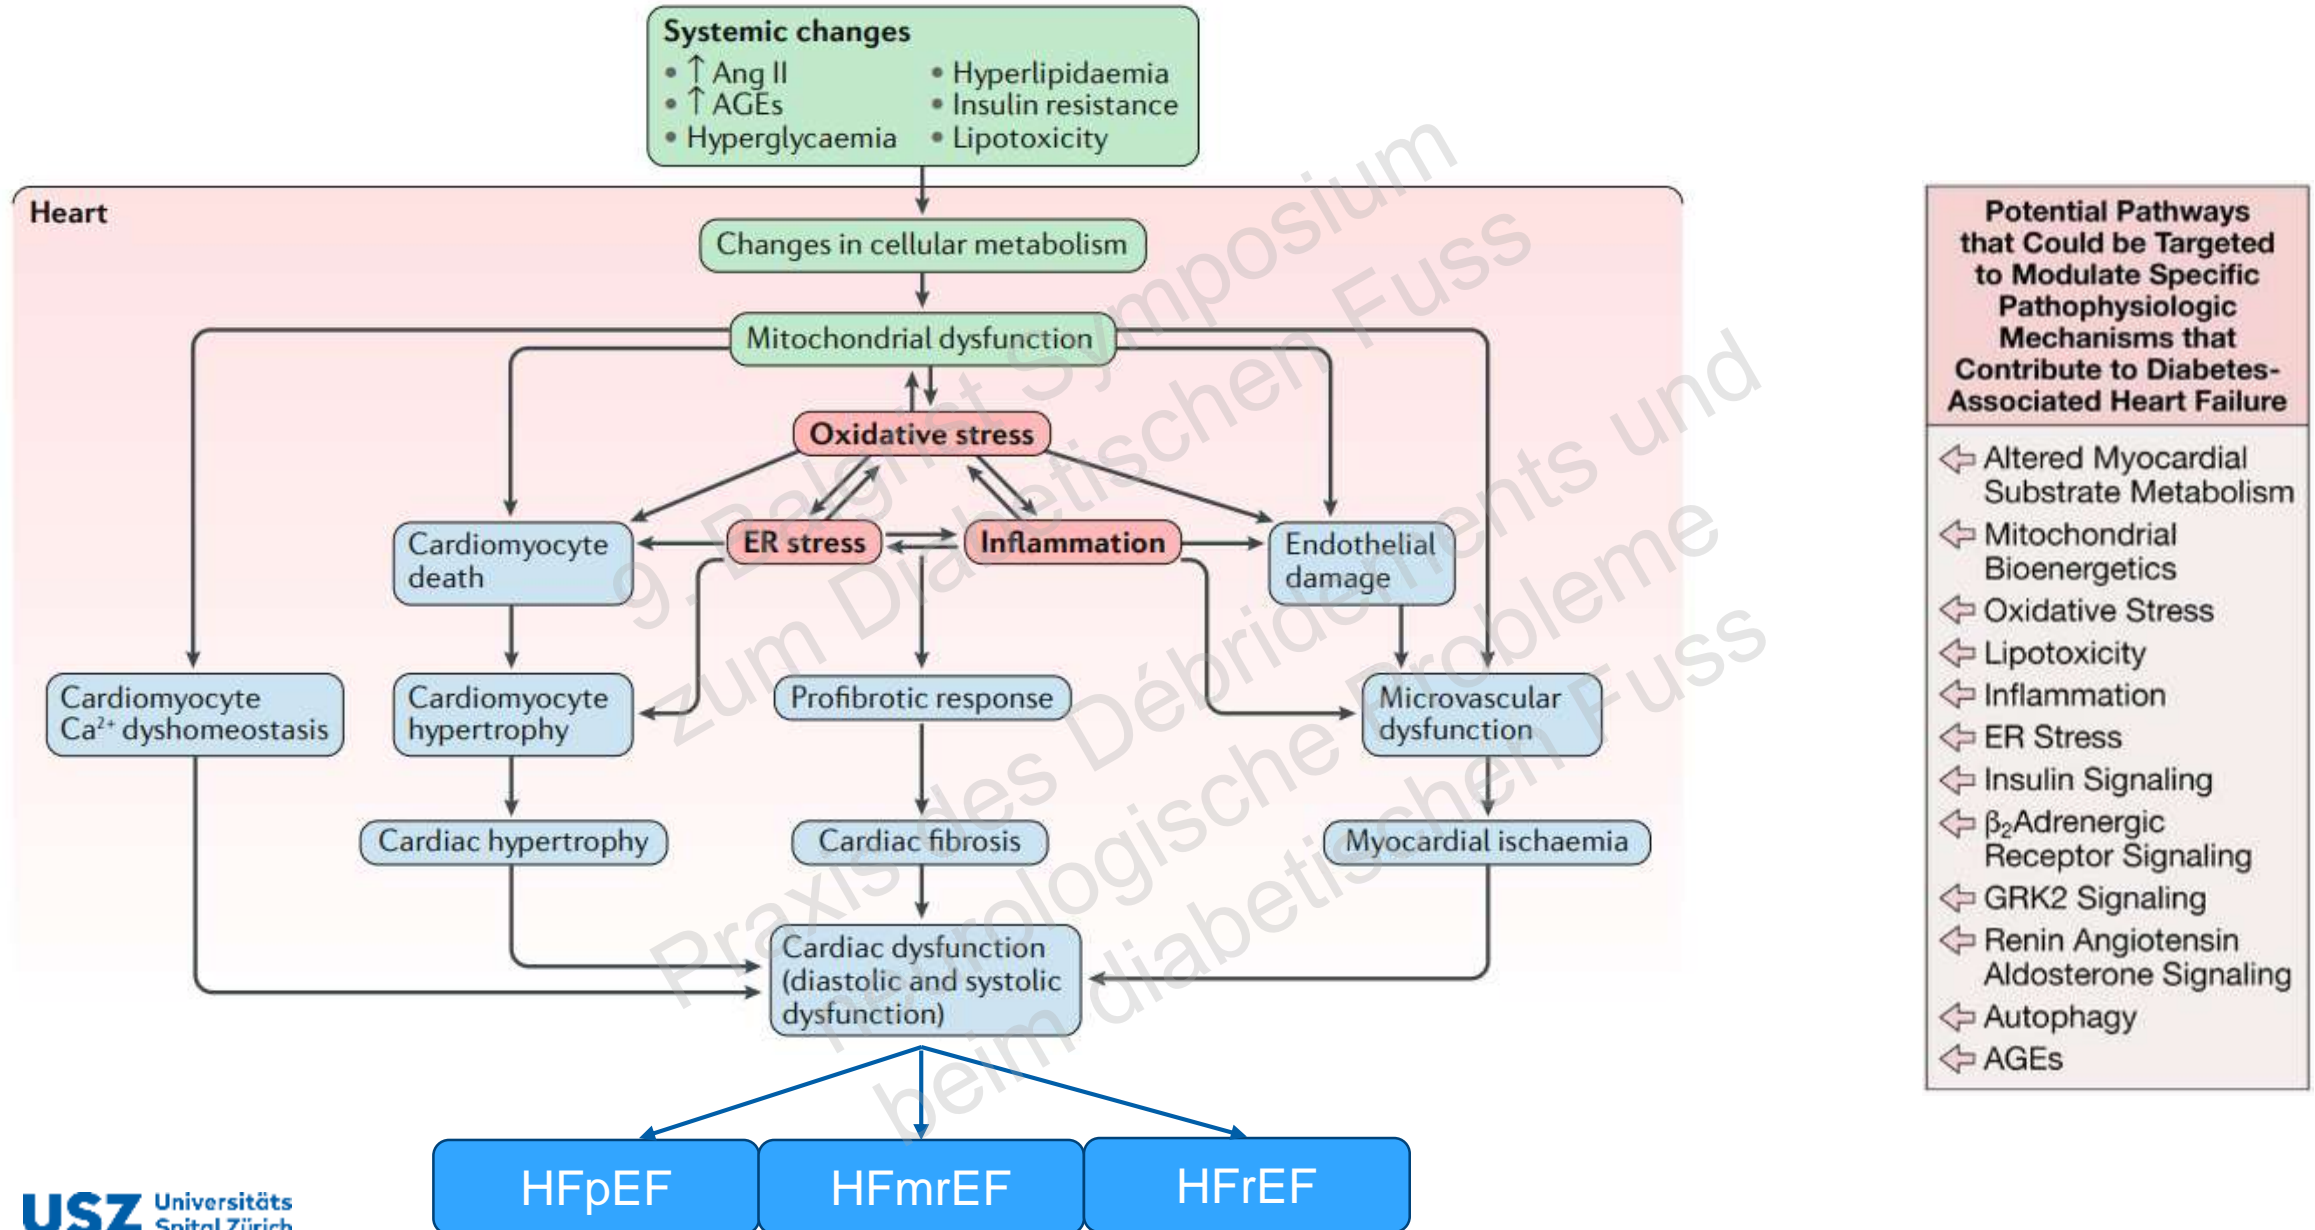 Systemic changes
• ↑ Ang II
• ↑ AGEs
• Hyperglycaemia
• Hyperlipidaemia
• Insulin resistance
• Lipotoxicity
Heart
Changes in cellular metabolism
Mitochondrial dysfunction
Oxidative stress
Cardiomyocyte
death
ER stress
Inflammation
Endothelial
damage
Cardiomyocyte
Ca²⁺ dyshomeostasis
Cardiomyocyte
hypertrophy
Profibrotic response
Microvascular
dysfunction
Cardiac hypertrophy
Cardiac fibrosis
Myocardial ischaemia
Cardiac dysfunction
(diastolic and systolic
dysfunction)
HFpEF
HFmrEF
HFrEF
Potential Pathways
that Could be Targeted
to Modulate Specific
Pathophysiologic
Mechanisms that
Contribute to Diabetes-
Associated Heart Failure
Altered Myocardial
Substrate Metabolism
Mitochondrial
Bioenergetics
Oxidative Stress
Lipotoxicity
Inflammation
ER Stress
Insulin Signaling
β₂Adrenergic
Receptor Signaling
GRK2 Signaling
Renin Angiotensin
Aldosterone Signaling
Autophagy
AGEs
9. Balgrist Symposium
zum Diabetischen Fuss
Praxis des Débridements und
neurologische Probleme
beim diabetischen Fuss
USZ Universitäts
Spital Zürich